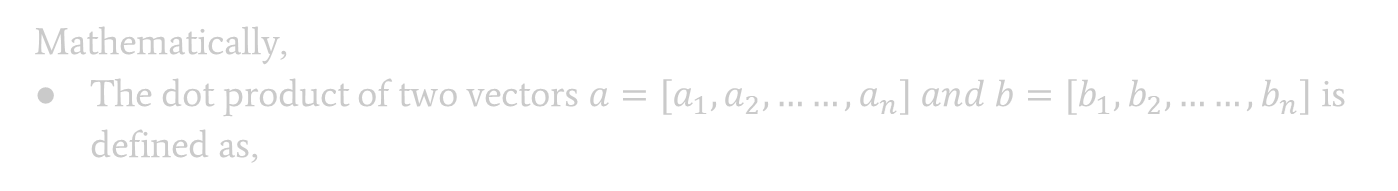 Mathematically,
● The dot product of two vectors a = [a₁, a₂, … …, aₙ] and b = [b₁, b₂, … …, bₙ] is
defined as,